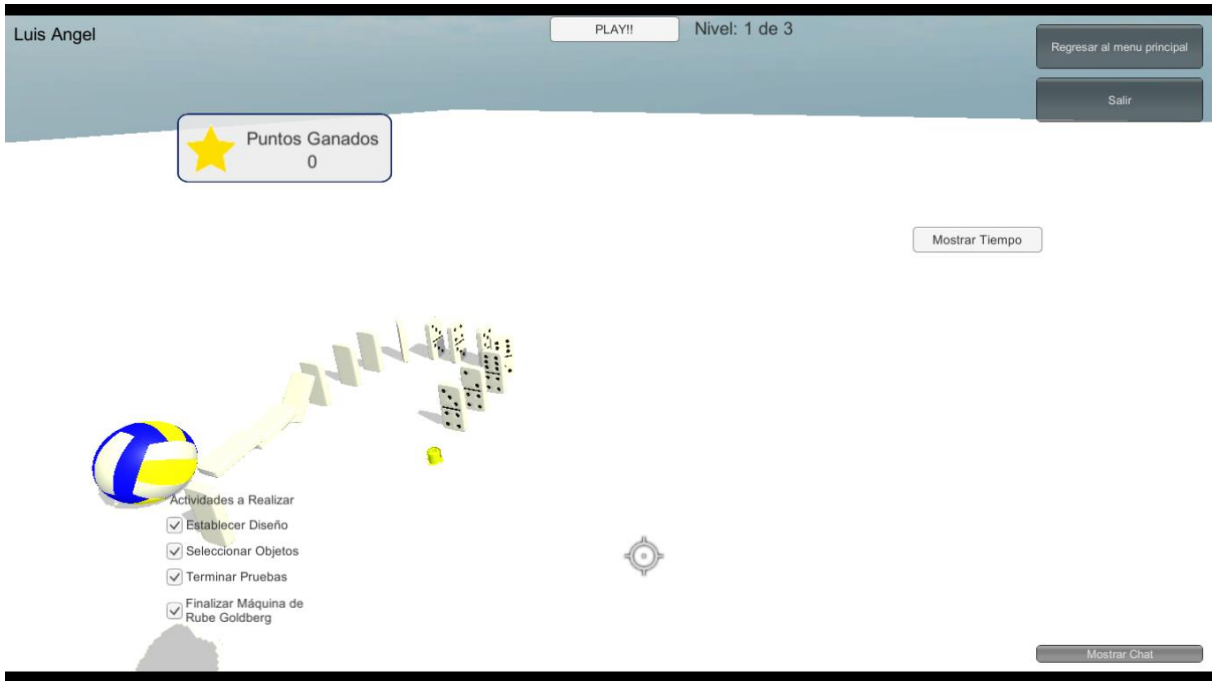 Luis Angel
PLAY!!
Nivel: 1 de 3
Regresar al menu principal
Salir
Puntos Ganados
0
Mostrar Tiempo
Actividades a Realizar
Establecer Diseño
Seleccionar Objetos
Terminar Pruebas
Finalizar Máquina de
Rube Goldberg
Mostrar Chat